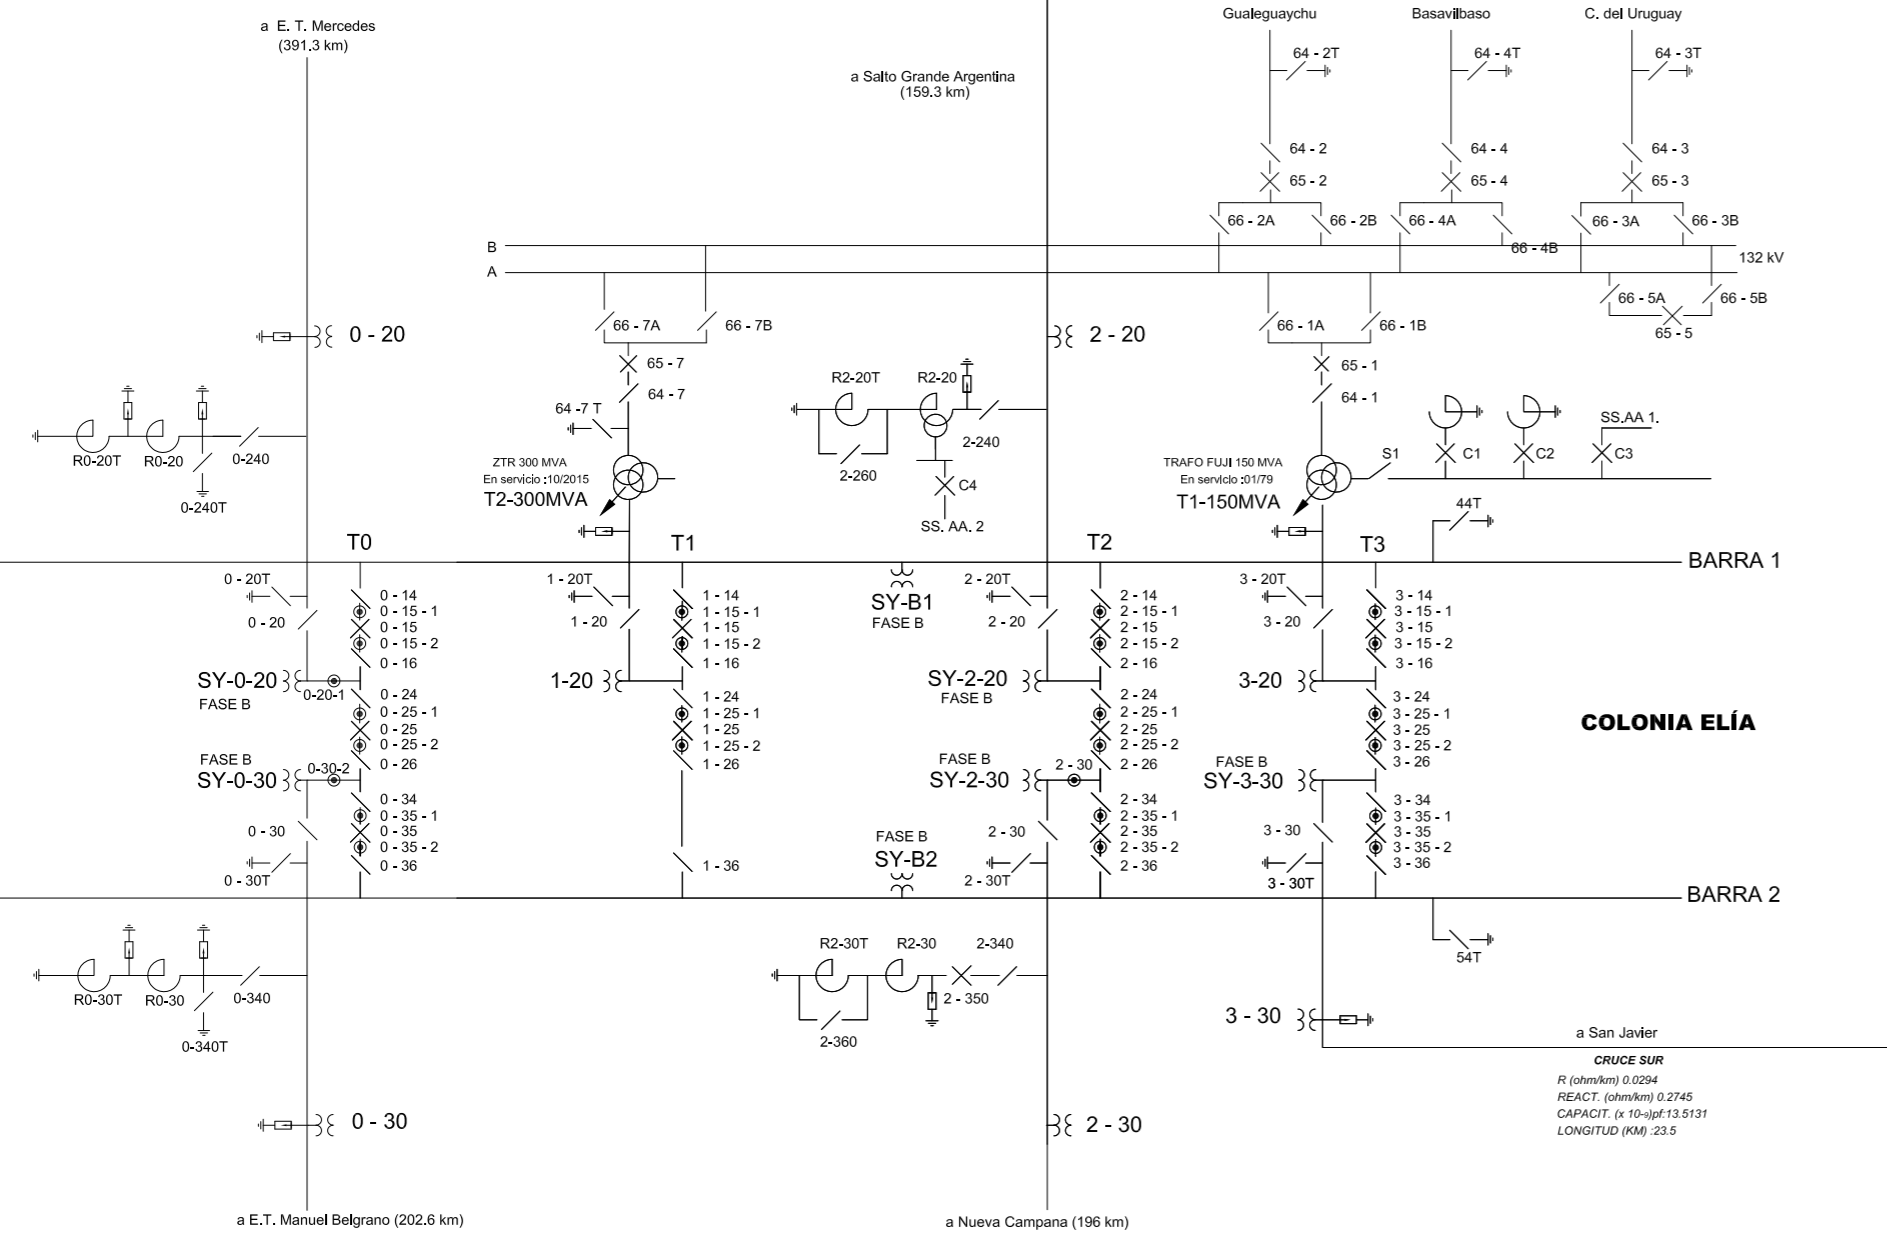 a E. T. Mercedes
(391.3 km)
a Salto Grande Argentina
(159.3 km)
Gualeguaychu
Basavilbaso
C. del Uruguay
64 - 2T
64 - 4T
64 - 3T
64 - 2
64 - 4
64 - 3
65 - 2
65 - 4
65 - 3
66 - 2A
66 - 2B
66 - 4A
66 - 4B
66 - 3A
66 - 3B
B
A
132 kV
66 - 5A
66 - 5B
65 - 5
0 - 20
66 - 7A
66 - 7B
65 - 7
64 - 7
64 -7 T
2 - 20
66 - 1A
66 - 1B
65 - 1
64 - 1
R0-20T
R0-20
0-240
0-240T
ZTR 300 MVA
En servicio :10/2015
T2-300MVA
R2-20T
R2-20
2-240
2-260
C4
SS. AA. 2
TRAFO FUJI 150 MVA
En servicio :01/79
T1-150MVA
S1
C1
C2
C3
SS.AA 1.
44T
T0
T1
T2
T3
BARRA 1
0 - 20T
0 - 20
0 - 14
0 - 15 - 1
0 - 15
0 - 15 - 2
0 - 16
SY-0-20
FASE B
0-20-1
0 - 24
0 - 25 - 1
0 - 25
0 - 25 - 2
0 - 26
FASE B
SY-0-30
0-30-2
0 - 34
0 - 35 - 1
0 - 35
0 - 35 - 2
0 - 36
0 - 30
0 - 30T
1 - 20T
1 - 20
1 - 14
1 - 15 - 1
1 - 15
1 - 15 - 2
1 - 16
1-20
1 - 24
1 - 25 - 1
1 - 25
1 - 25 - 2
1 - 26
1 - 36
SY-B1
FASE B
FASE B
SY-B2
2 - 20T
2 - 20
2 - 14
2 - 15 - 1
2 - 15
2 - 15 - 2
2 - 16
SY-2-20
FASE B
2 - 24
2 - 25 - 1
2 - 25
2 - 25 - 2
2 - 26
FASE B
SY-2-30
2 - 30
2 - 34
2 - 35 - 1
2 - 35
2 - 35 - 2
2 - 36
2 - 30
2 - 30T
3 - 20T
3 - 20
3 - 14
3 - 15 - 1
3 - 15
3 - 15 - 2
3 - 16
3-20
3 - 24
3 - 25 - 1
3 - 25
3 - 25 - 2
3 - 26
FASE B
SY-3-30
3 - 34
3 - 35 - 1
3 - 35
3 - 35 - 2
3 - 36
3 - 30
3 - 30T
COLONIA ELÍA
BARRA 2
54T
R0-30T
R0-30
0-340
0-340T
R2-30T
R2-30
2-340
2 - 350
2-360
3 - 30
a San Javier
CRUCE SUR
R (ohm/km) 0.0294
REACT. (ohm/km) 0.2745
CAPACIT. (x 10-9)pf:13.5131
LONGITUD (KM) :23.5
0 - 30
2 - 30
a E.T. Manuel Belgrano (202.6 km)
a Nueva Campana (196 km)